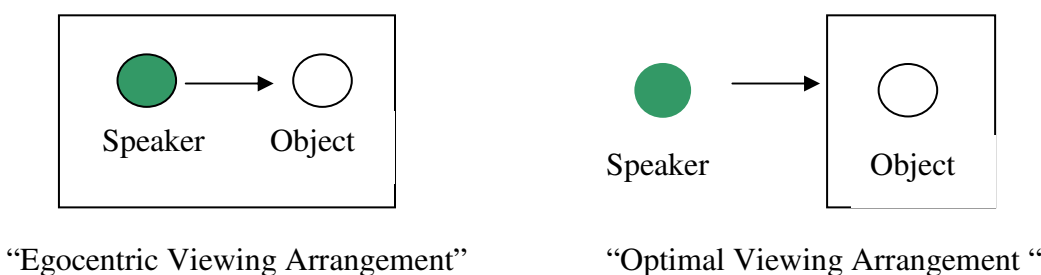 Speaker
Object
“Egocentric Viewing Arrangement”
Speaker
Object
“Optimal Viewing Arrangement “